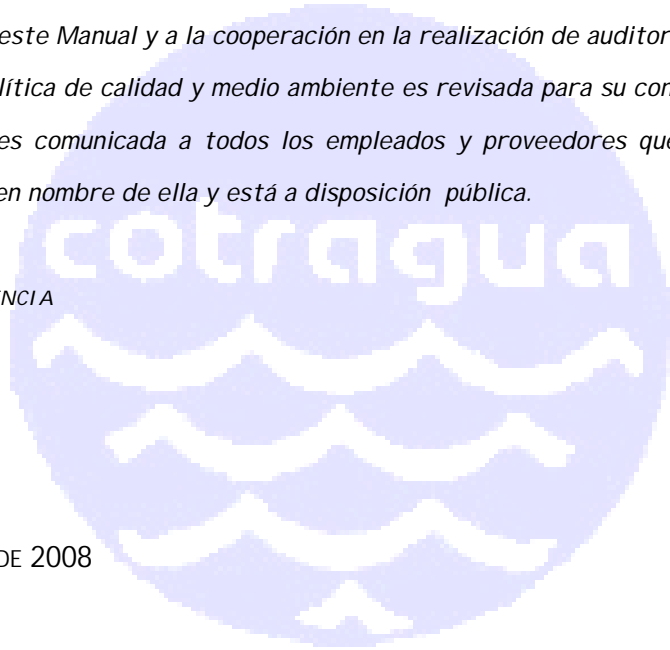 este Manual y a la cooperación en la realización de auditor
lítica de calidad y medio ambiente es revisada para su con
es comunicada a todos los empleados y proveedores que
en nombre de ella y está a disposición pública.
cotragua
ENCIA
DE 2008